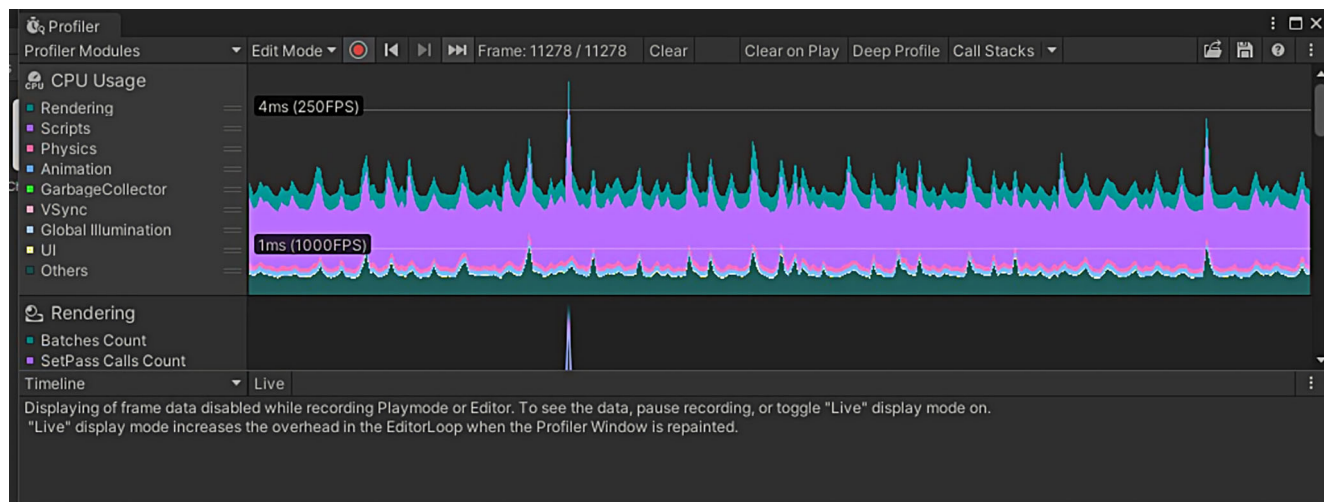 Profiler
Profiler Modules Edit Mode Frame: 11278 / 11278 Clear Clear on Play Deep Profile Call Stacks
CPU Usage
Rendering
Scripts
Physics
Animation
GarbageCollector
VSync
Global Illumination
UI
Others
4ms (250FPS)
1ms (1000FPS)
Rendering
Batches Count
SetPass Calls Count
Timeline Live
Displaying of frame data disabled while recording Playmode or Editor. To see the data, pause recording, or toggle "Live" display mode on.
"Live" display mode increases the overhead in the EditorLoop when the Profiler Window is repainted.